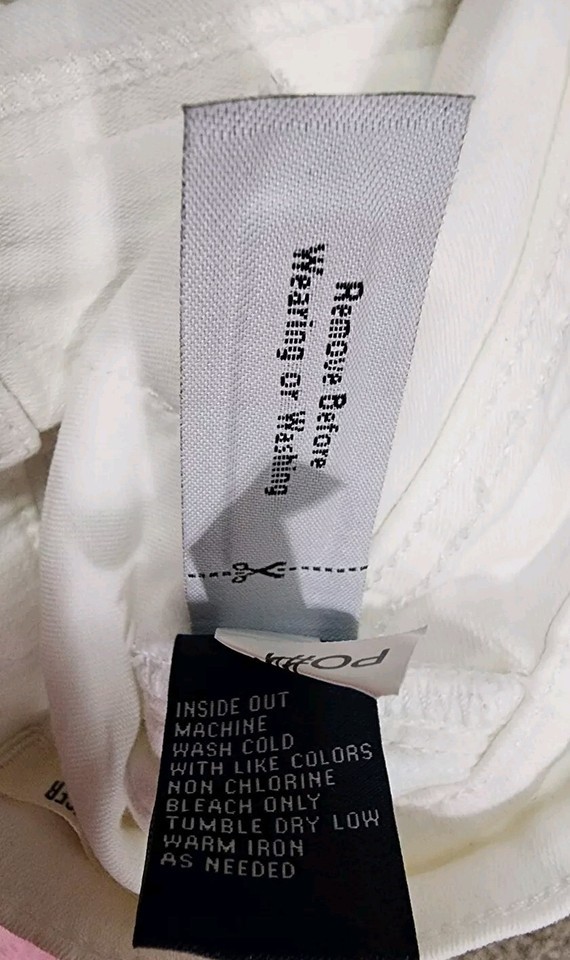 Remove Before
Wearing or Washing
PO#
INSIDE OUT
MACHINE
WASH COLD
WITH LIKE COLORS
NON CHLORINE
BLEACH ONLY
TUMBLE DRY LOW
WARM IRON
AS NEEDED